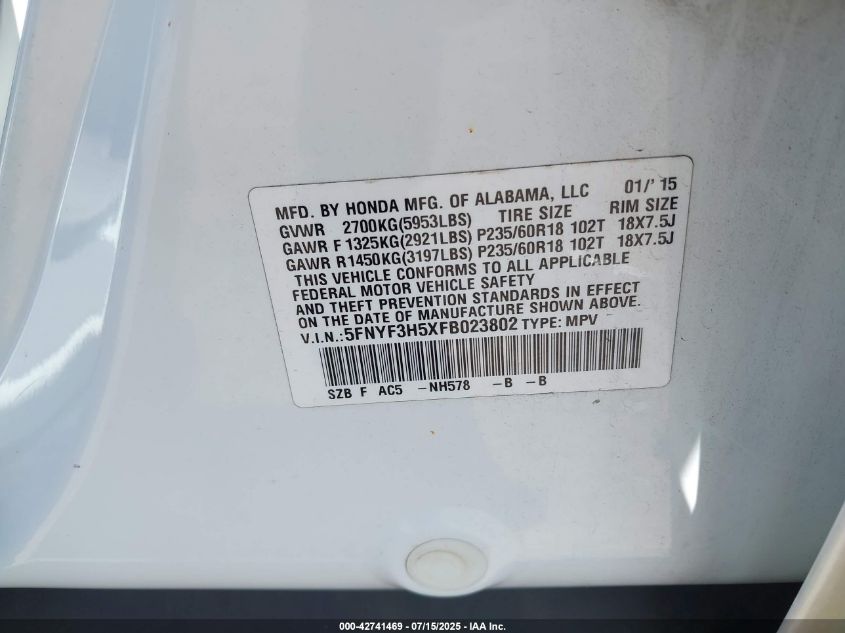 MFD. BY HONDA MFG. OF ALABAMA, LLC 01/'15
GVWR 2700KG(5953LBS) TIRE SIZE RIM SIZE
GAWR F 1325KG(2921LBS) P235/60R18 102T 18X7.5J
GAWR R1450KG(3197LBS) P235/60R18 102T 18X7.5J
THIS VEHICLE CONFORMS TO ALL APPLICABLE
FEDERAL MOTOR VEHICLE SAFETY
AND THEFT PREVENTION STANDARDS IN EFFECT
ON THE DATE OF MANUFACTURE SHOWN ABOVE.
V.I.N.:5FNYF3H5XFB023802 TYPE: MPV
SZB F AC5 -NH578 -B -B
000-42741469 - 07/15/2025 - IAA Inc.